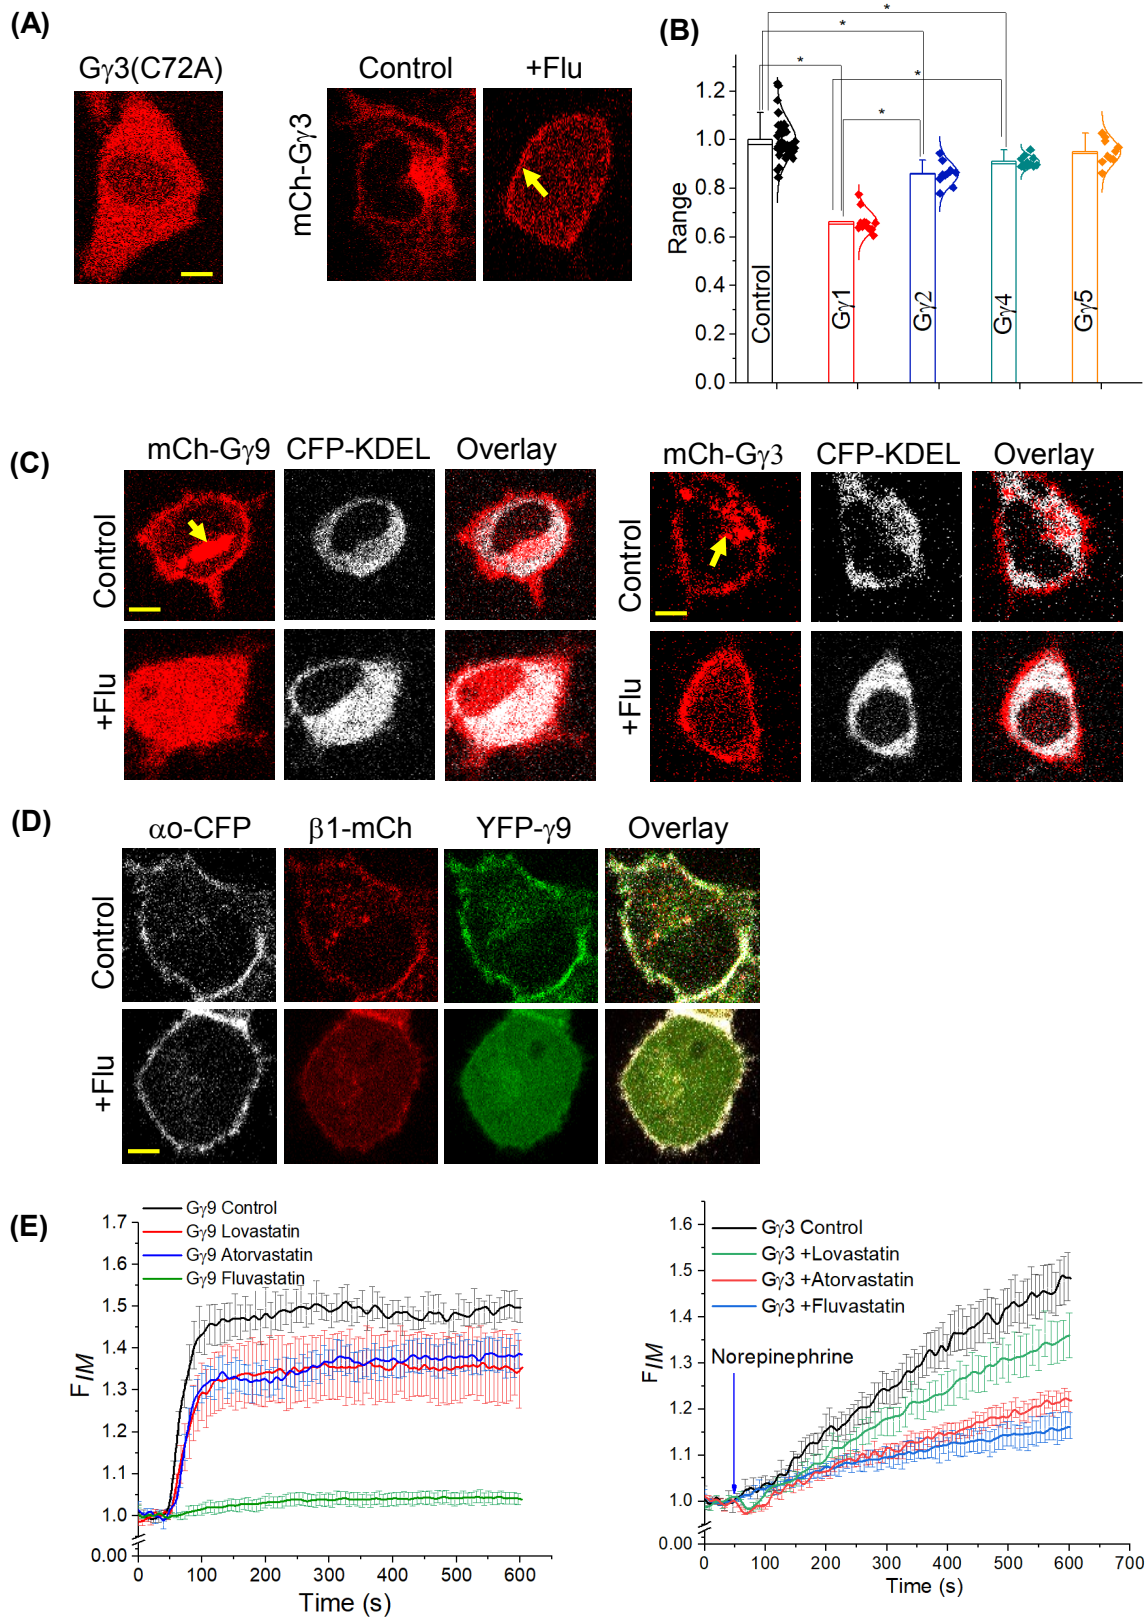 (A)
Gγ3(C72A)
Control
+Flu
mCh-Gγ3
(B)
*
*
*
*
*
Range
1.2
1.0
0.8
0.6
0.4
0.2
0.0
Control
Gγ1
Gγ2
Gγ4
Gγ5
(C)
mCh-Gγ9
CFP-KDEL
Overlay
Control
+Flu
mCh-Gγ3
CFP-KDEL
Overlay
Control
+Flu
(D)
αo-CFP
β1-mCh
YFP-γ9
Overlay
Control
+Flu
(E)
Gγ9 Control
Gγ9 Lovastatin
Gγ9 Atorvastatin
Gγ9 Fluvastatin
FIM
1.7
1.6
1.5
1.4
1.3
1.2
1.1
1.0
0.00
0
100
200
300
400
500
600
Time (s)
Gγ3 Control
Gγ3 +Lovastatin
Gγ3 +Atorvastatin
Gγ3 +Fluvastatin
Norepinephrine
FIM
1.6
1.5
1.4
1.3
1.2
1.1
1.0
0.00
0
100
200
300
400
500
600
700
Time (s)